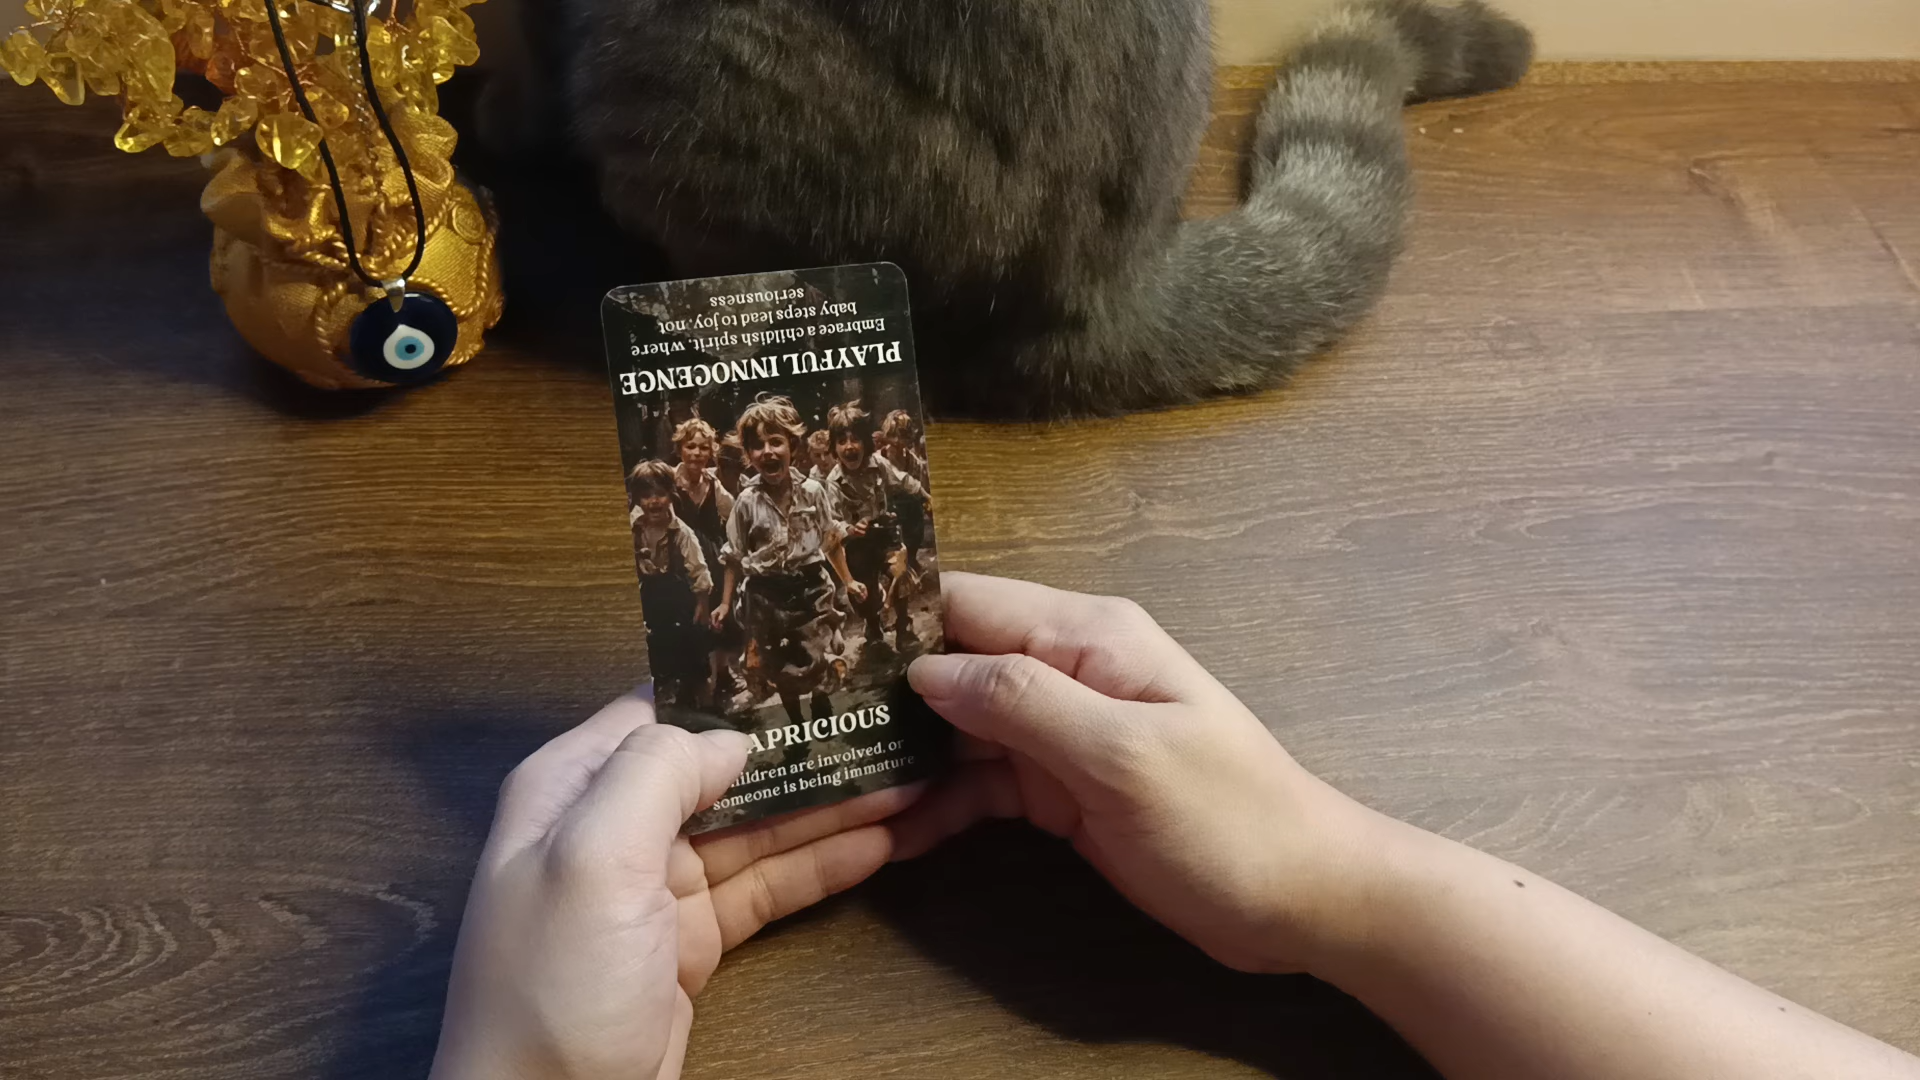 PLAYFUL INNOCENCE
Embrace a childish spirit, where
baby steps lead to joy, not
seriousness
APRICIOUS
ildren are involved, or
someone is being immature